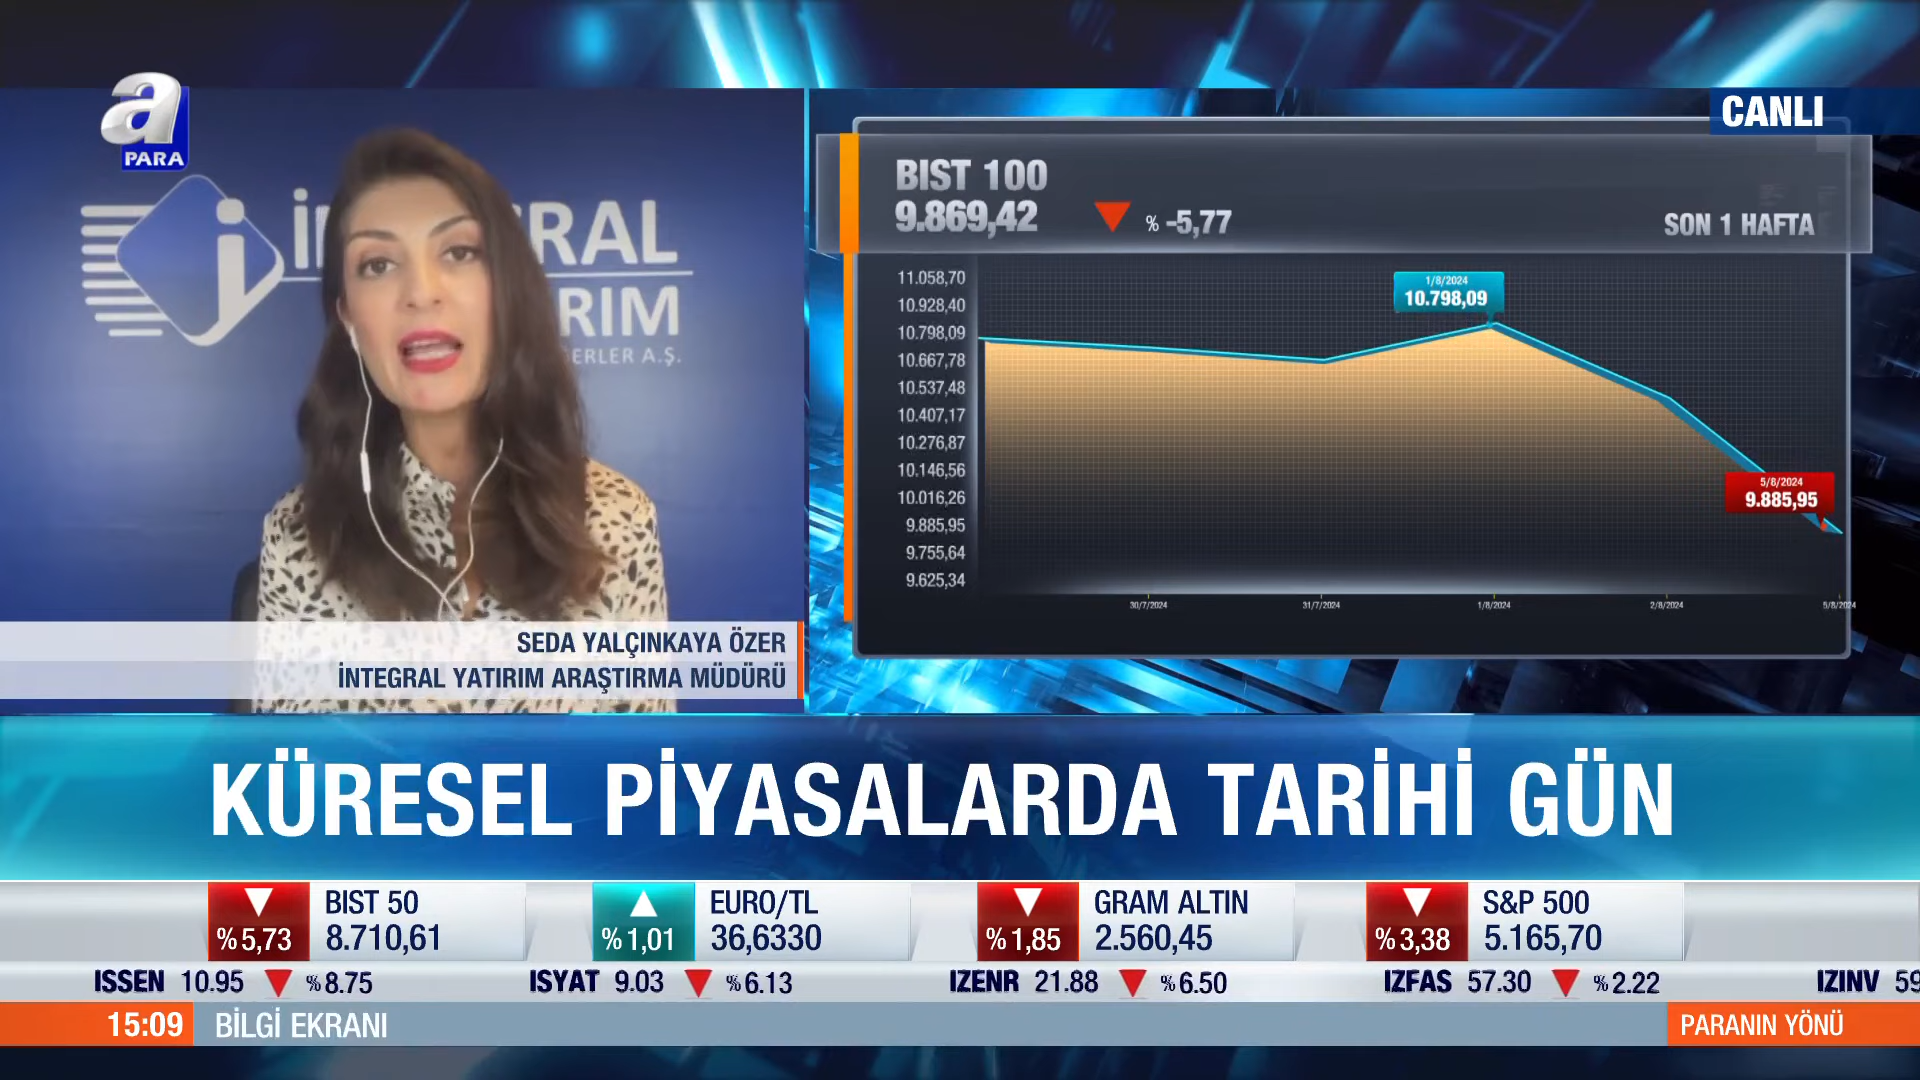 a
PARA
CANLI
BIST 100
9.869,42
% -5,77
SON 1 HAFTA
11.058,70
10.928,40
10.798,09
10.667,78
10.537,48
10.407,17
10.276,87
10.146,56
10.016,26
9.885,95
9.755,64
9.625,34
1/8/2024
10.798,09
5/8/2024
9.885,95
30/7/2024
31/7/2024
1/8/2024
2/8/2024
5/8/2024
SEDA YALÇINKAYA ÖZER
İNTEGRAL YATIRIM ARAŞTIRMA MÜDÜRÜ
KÜRESEL PİYASALARDA TARİHİ GÜN
%5,73 BIST 50 8.710,61
%1,01 EURO/TL 36,6330
%1,85 GRAM ALTIN 2.560,45
%3,38 S&P 500 5.165,70
ISSEN 10.95 %8.75 ISYAT 9.03 %6.13 IZENR 21.88 %6.50 IZFAS 57.30 %2.22 IZINV 59
15:09 BİLGİ EKRANI
PARANIN YÖNÜ